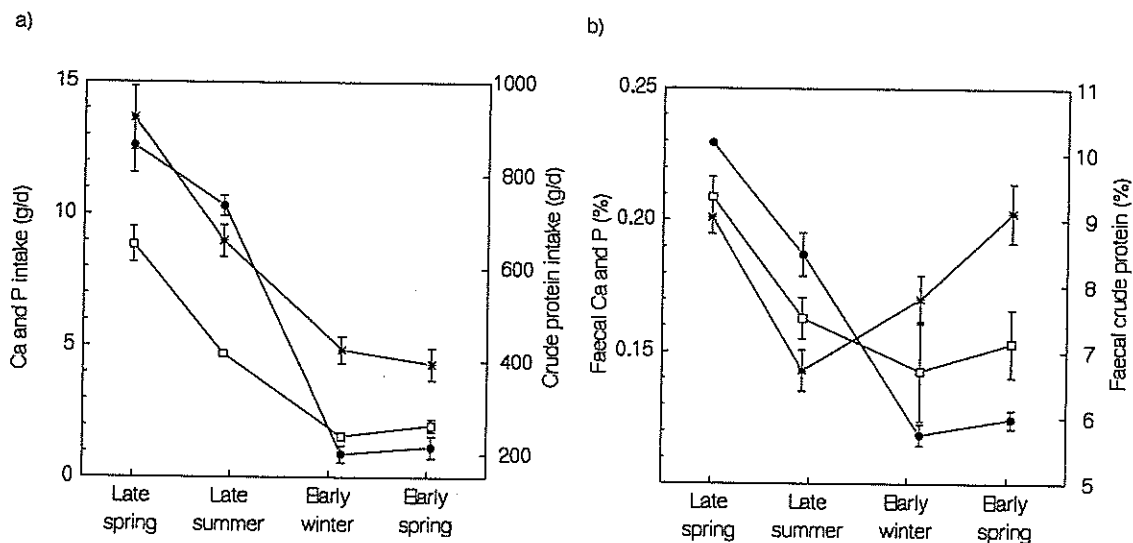 a)
15
10
5
0
Ca and P intake (g/d)
1000
800
600
400
200
Crude protein intake (g/d)
Late spring
Late summer
Early winter
Early spring
b)
0.25
0.20
0.15
Faecal Ca and P (%)
11
10
9
8
7
6
5
Faecal crude protein (%)
Late spring
Late summer
Early winter
Early spring